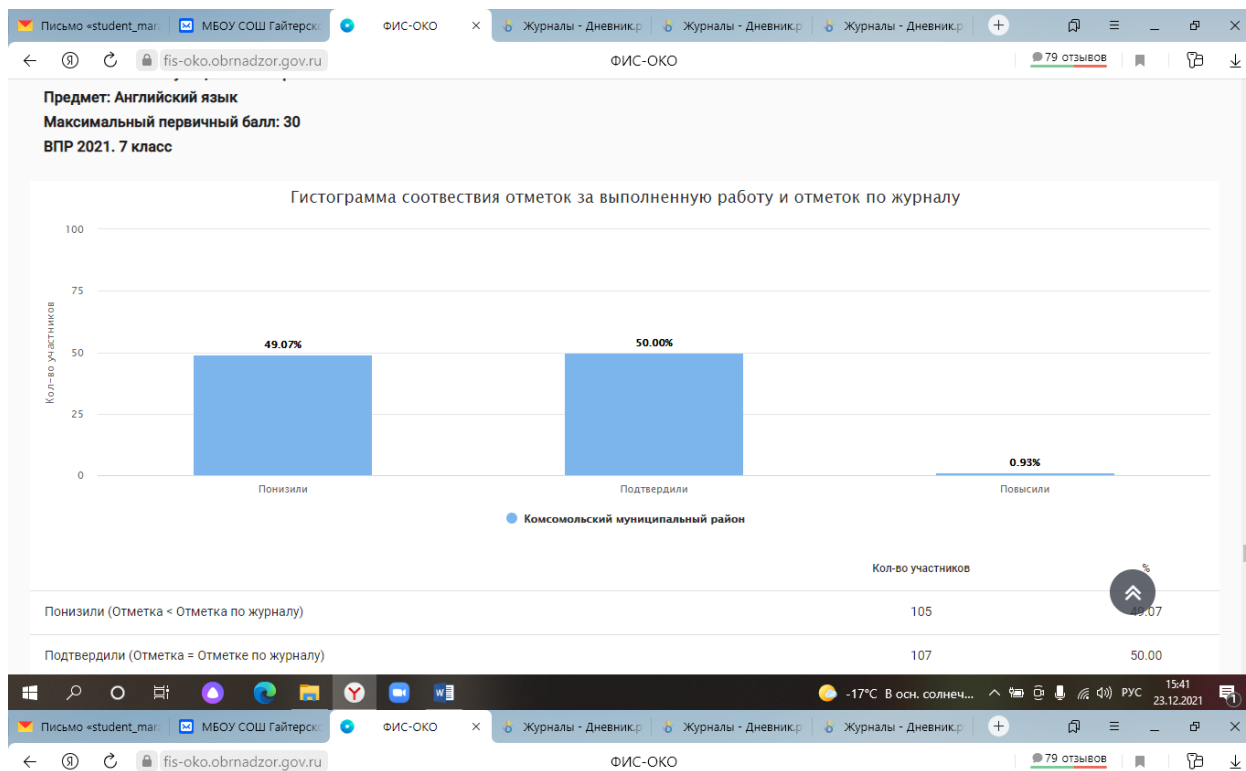 Письмо «student_mar
МБОУ СОШ Гайтерск
ФИС-ОКО
Журналы - Дневник.р
Журналы - Дневник.р
Журналы - Дневник.р
fis-oko.obrnadzor.gov.ru
ФИС-ОКО
79 отзывов
Предмет: Английский язык
Максимальный первичный балл: 30
ВПР 2021. 7 класс
Гистограмма соотвествия отметок за выполненную работу и отметок по журналу
Кол-во участников
100
75
50
25
0
49.07%
50.00%
0.93%
Понизили
Подтвердили
Повысили
Комсомольский муниципальный район
Кол-во участников %
Понизили (Отметка < Отметка по журналу) 105 49.07
Подтвердили (Отметка = Отметке по журналу) 107 50.00
-17°C В осн. солнеч...
РУС
15:41
23.12.2021
Письмо «student_mar
МБОУ СОШ Гайтерск
ФИС-ОКО
Журналы - Дневник.р
Журналы - Дневник.р
Журналы - Дневник.р
fis-oko.obrnadzor.gov.ru
ФИС-ОКО
79 отзывов